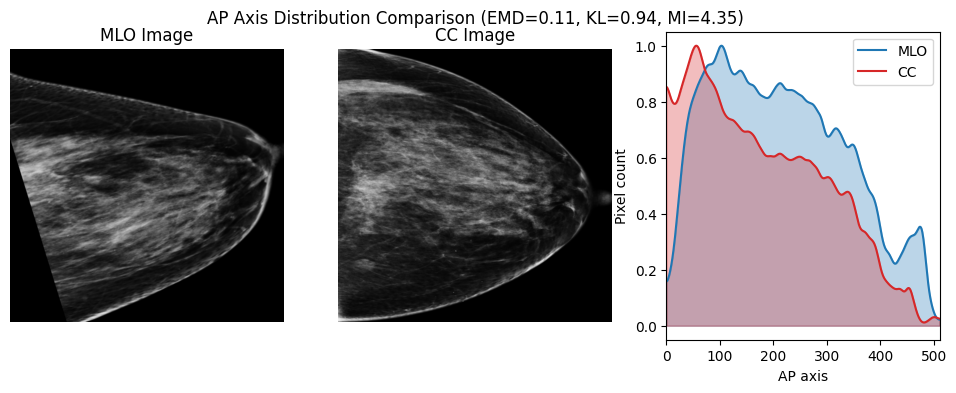 AP Axis Distribution Comparison (EMD=0.11, KL=0.94, MI=4.35)
MLO Image
CC Image
MLO
CC
1.0
0.8
0.6
0.4
0.2
0.0
Pixel count
0 100 200 300 400 500
AP axis